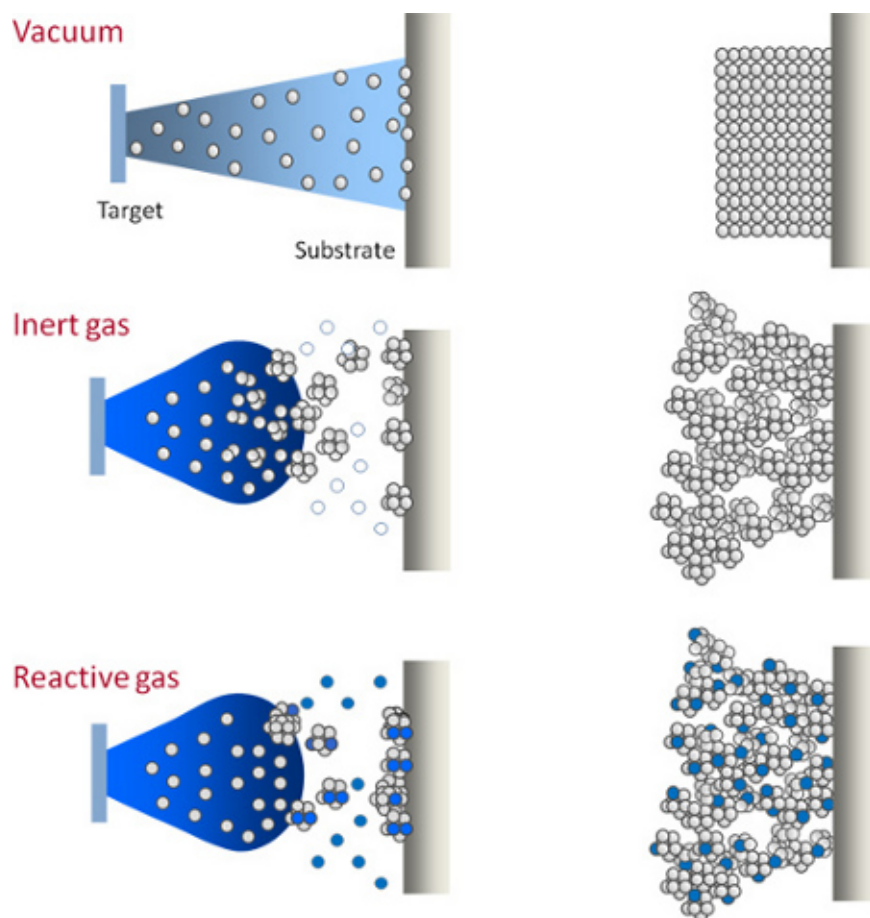 Vacuum
Target
Substrate
Inert gas
Reactive gas